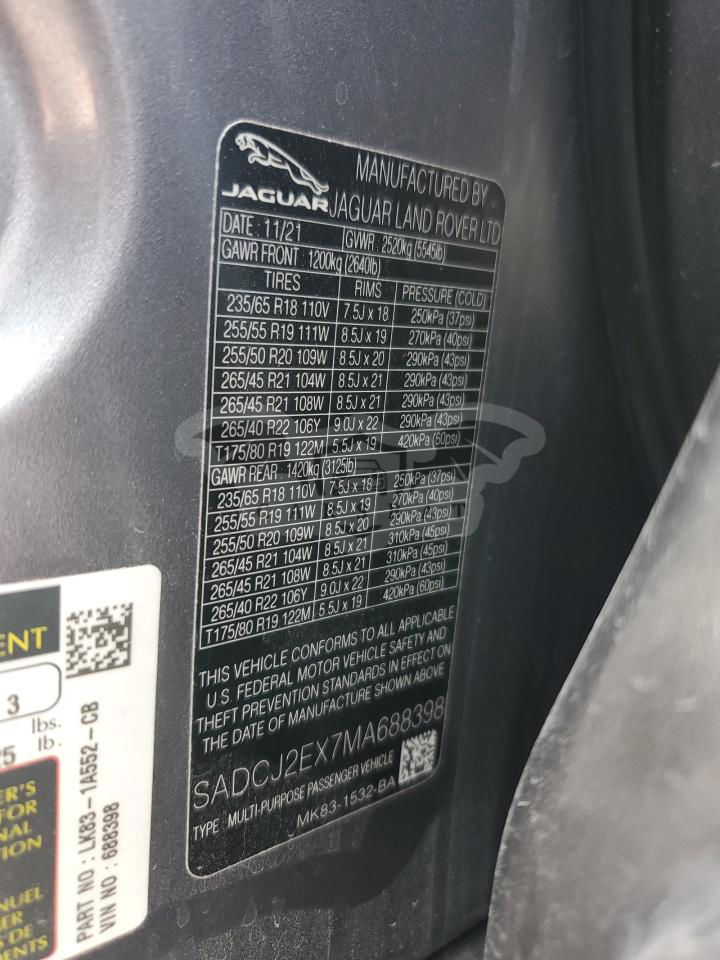 JAGUAR
MANUFACTURED BY
JAGUAR LAND ROVER LTD
DATE: 11/21 GVWR: 2520kg (5545lb)
GAWR FRONT: 1200kg (2640lb)
TIRES RIMS PRESSURE (COLD)
235/65 R18 110V 7.5J x 18 250kPa (37psi)
255/55 R19 111W 8.5J x 19 270kPa (40psi)
255/50 R20 109W 8.5J x 20 290kPa (43psi)
265/45 R21 104W 8.5J x 21 290kPa (43psi)
265/45 R21 108W 8.5J x 21 290kPa (43psi)
265/40 R22 106Y 9.0J x 22 290kPa (43psi)
T175/80 R19 122M 5.5J x 19 420kPa (60psi)
GAWR REAR: 1420kg (3125lb)
235/65 R18 110V 7.5J x 18 250kPa (37psi)
255/55 R19 111W 8.5J x 19 270kPa (40psi)
255/50 R20 109W 8.5J x 20 290kPa (43psi)
265/45 R21 104W 8.5J x 21 310kPa (45psi)
265/45 R21 108W 8.5J x 21 310kPa (45psi)
265/40 R22 106Y 9.0J x 22 290kPa (43psi)
T175/80 R19 122M 5.5J x 19 420kPa (60psi)
THIS VEHICLE CONFORMS TO ALL APPLICABLE
U.S. FEDERAL MOTOR VEHICLE SAFETY AND
THEFT PREVENTION STANDARDS IN EFFECT ON
THE DATE OF MANUFACTURE SHOWN ABOVE
SADCJ2EX7MA688398
TYPE: MULTI-PURPOSE PASSENGER VEHICLE
MK83-1532-BA
ENT
3
lbs.
25 lb.
ER'S
FOR
NAL
TION
NUEL
ER
S DE
ENTS
PART NO: LK83-1A552-CB
VIN NO: 688398